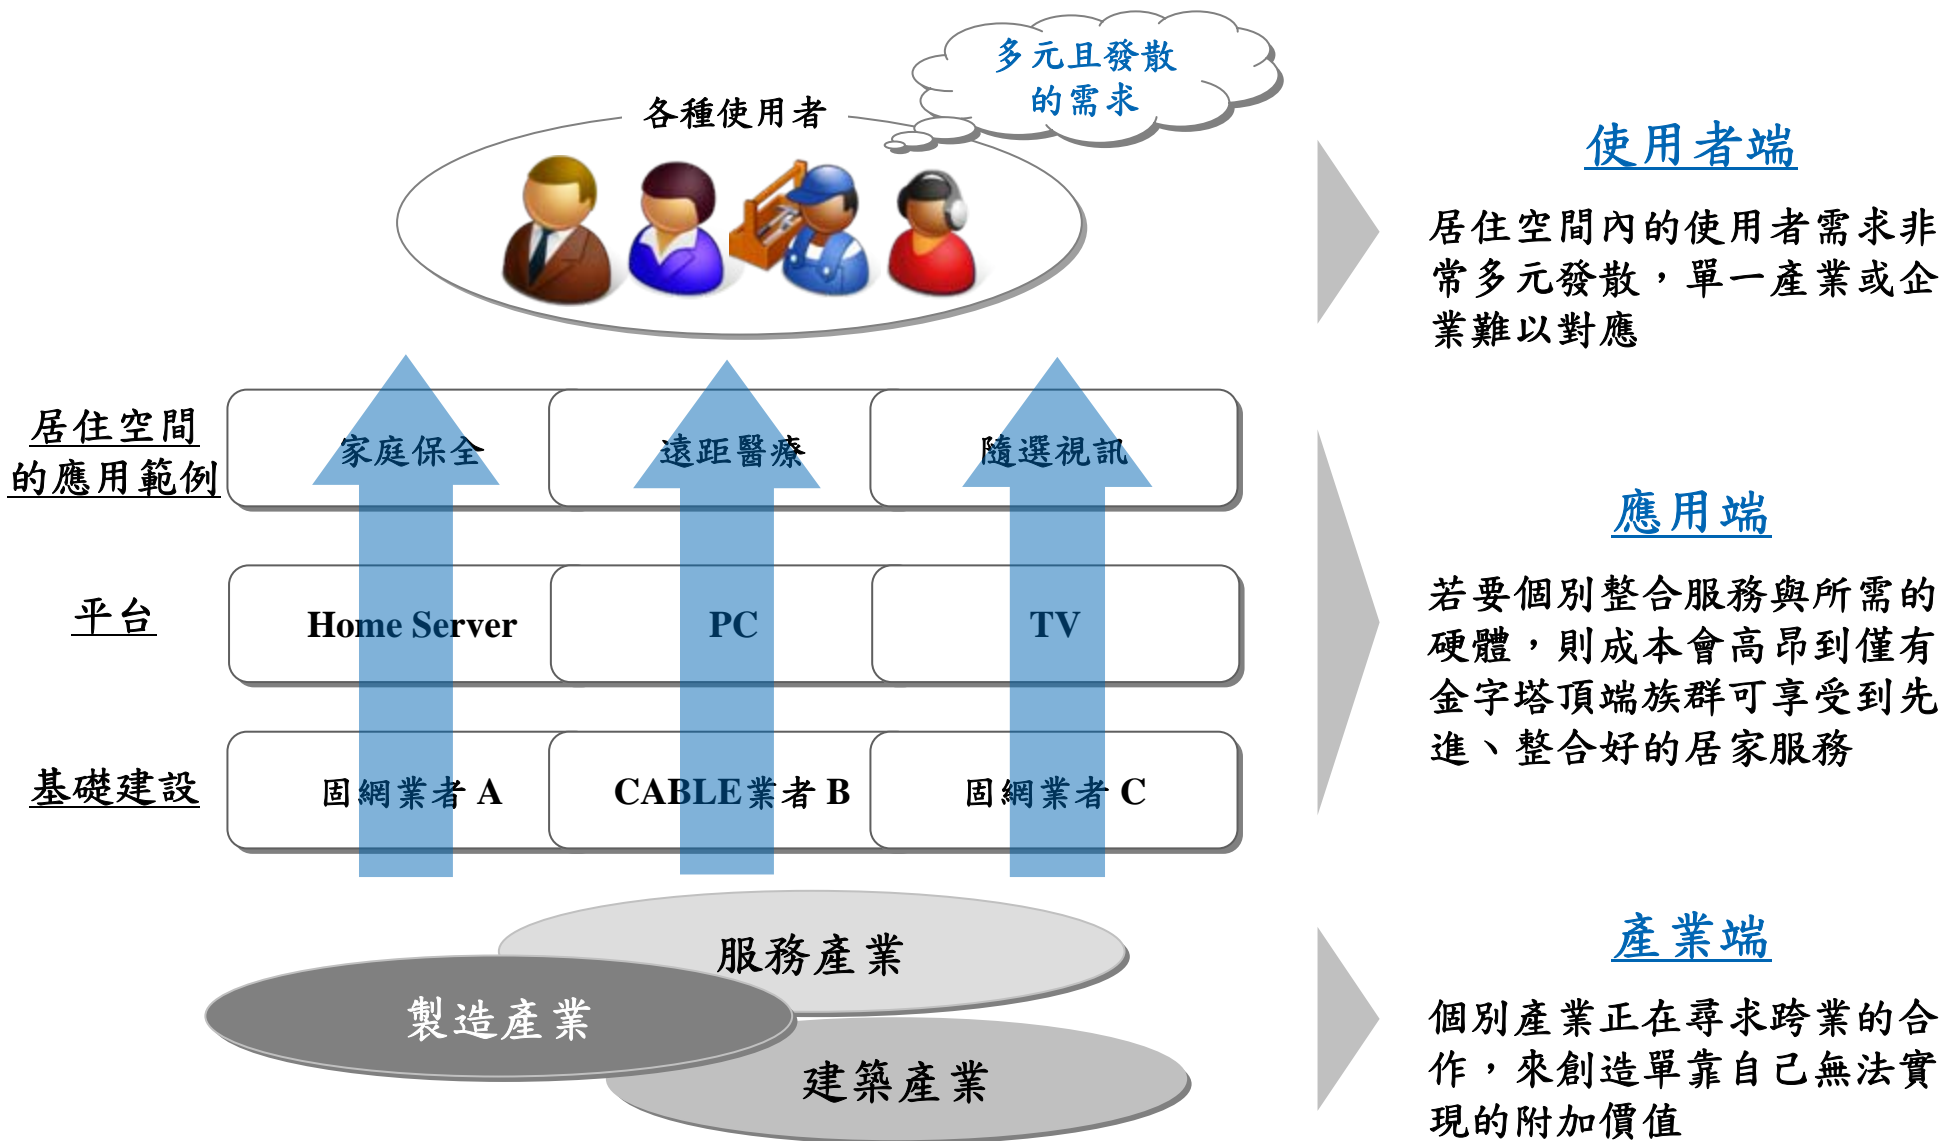 多元且發散
的需求
各種使用者
居住空間
的應用範例
家庭保全
遠距醫療
隨選視訊
平台
Home Server
PC
TV
基礎建設
固網業者 A
CABLE業者 B
固網業者 C
服務產業
製造產業
建築產業
使用者端
居住空間內的使用者需求非
常多元發散，單一產業或企
業難以對應
應用端
若要個別整合服務與所需的
硬體，則成本會高昂到僅有
金字塔頂端族群可享受到先
進、整合好的居家服務
產業端
個別產業正在尋求跨業的合
作，來創造單靠自己無法實
現的附加價值